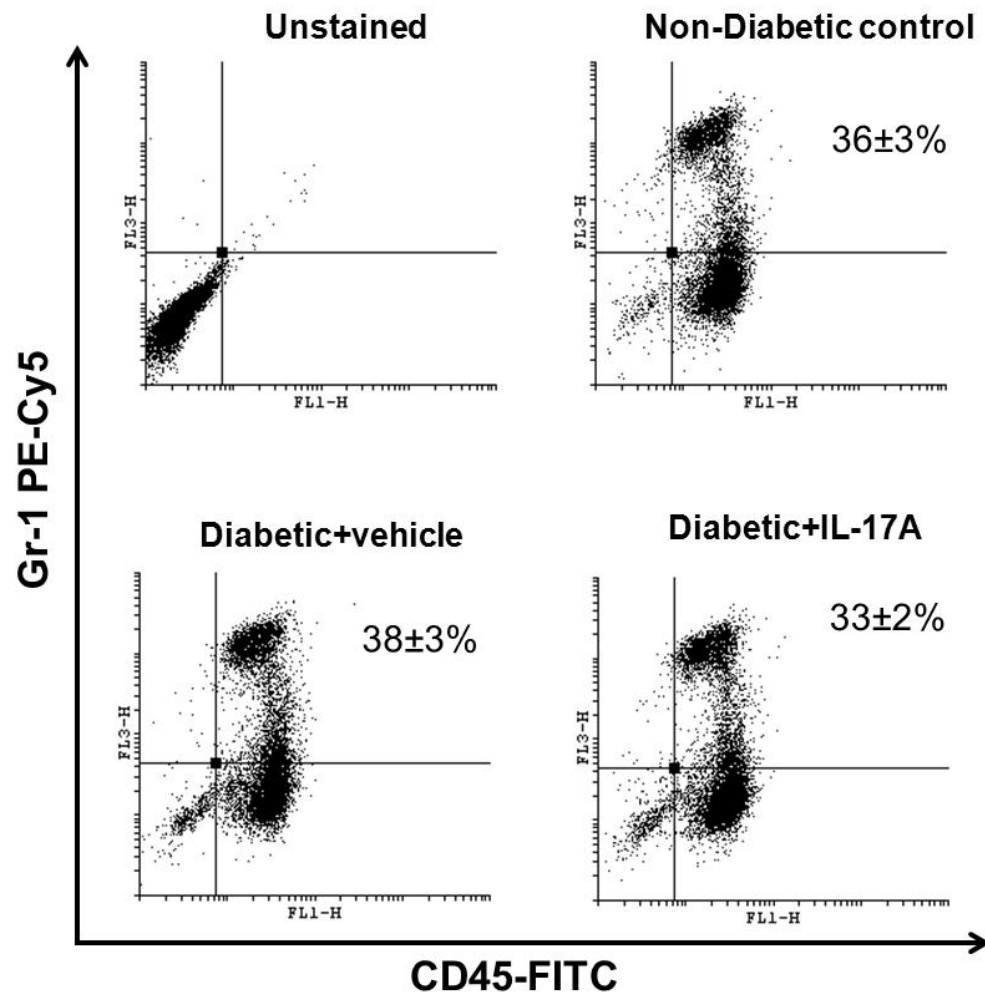 Unstained
Non-Diabetic control
36±3%
FL3-H
FL1-H
FL3-H
FL1-H
Gr-1 PE-Cy5
Diabetic+vehicle
Diabetic+IL-17A
38±3%
33±2%
FL3-H
FL1-H
FL3-H
FL1-H
CD45-FITC